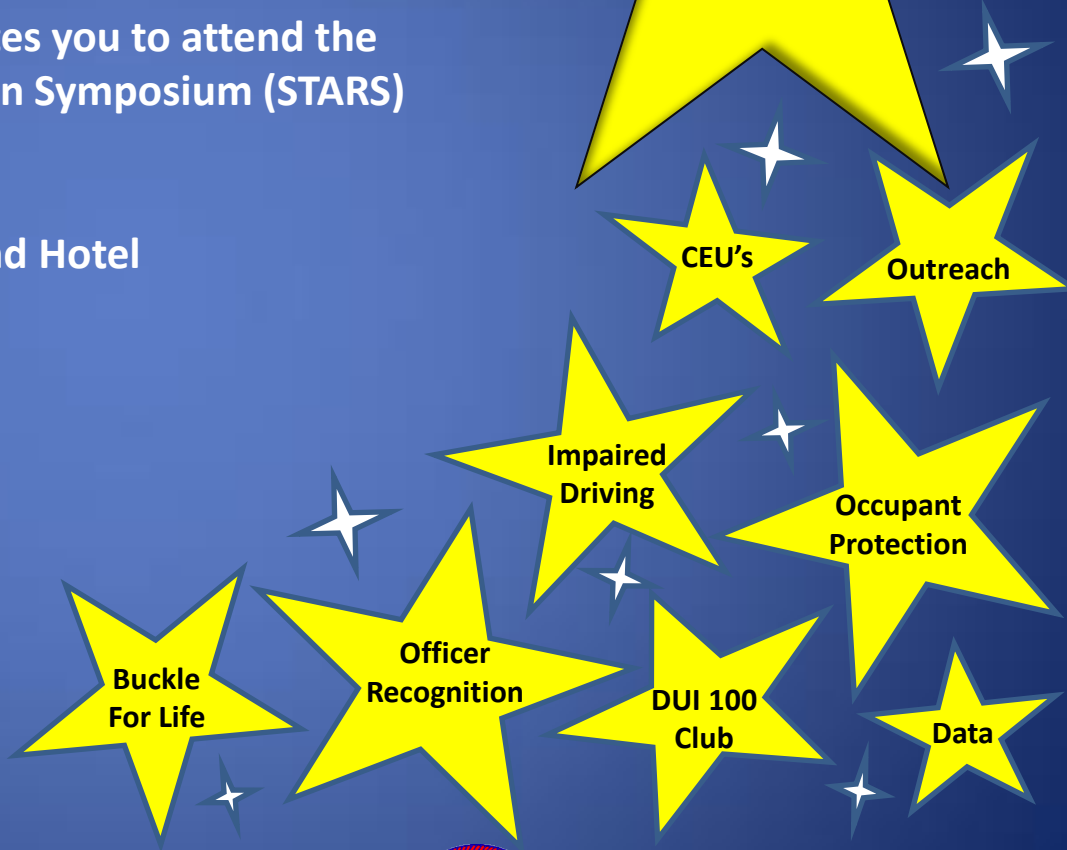 you to attend the
Symposium (STARS)
Hotel
CEU's
Outreach
Impaired
Driving
Occupant
Protection
Officer
Recognition
Buckle
For Life
DUI 100
Club
Data